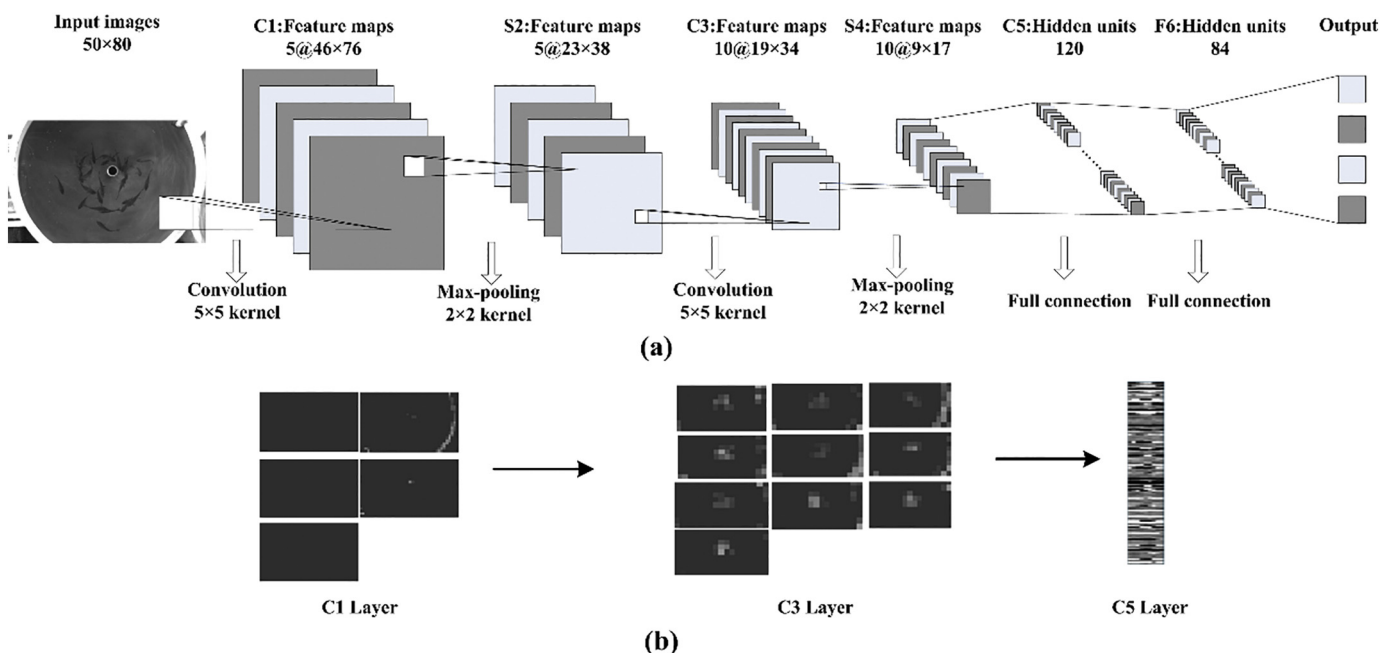 Input images
50×80
C1:Feature maps
5@46×76
S2:Feature maps
5@23×38
C3:Feature maps
10@19×34
S4:Feature maps
10@9×17
C5:Hidden units
120
F6:Hidden units
84
Output
Convolution
5×5 kernel
Max-pooling
2×2 kernel
Convolution
5×5 kernel
Max-pooling
2×2 kernel
Full connection
Full connection
(a)
C1 Layer
C3 Layer
C5 Layer
(b)